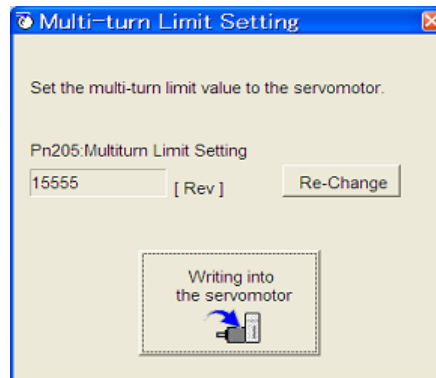 Multi-turn Limit Setting
Set the multi-turn limit value to the servomotor.
Pn205:Multiturn Limit Setting
15555 [ Rev ] Re-Change
Writing into
the servomotor